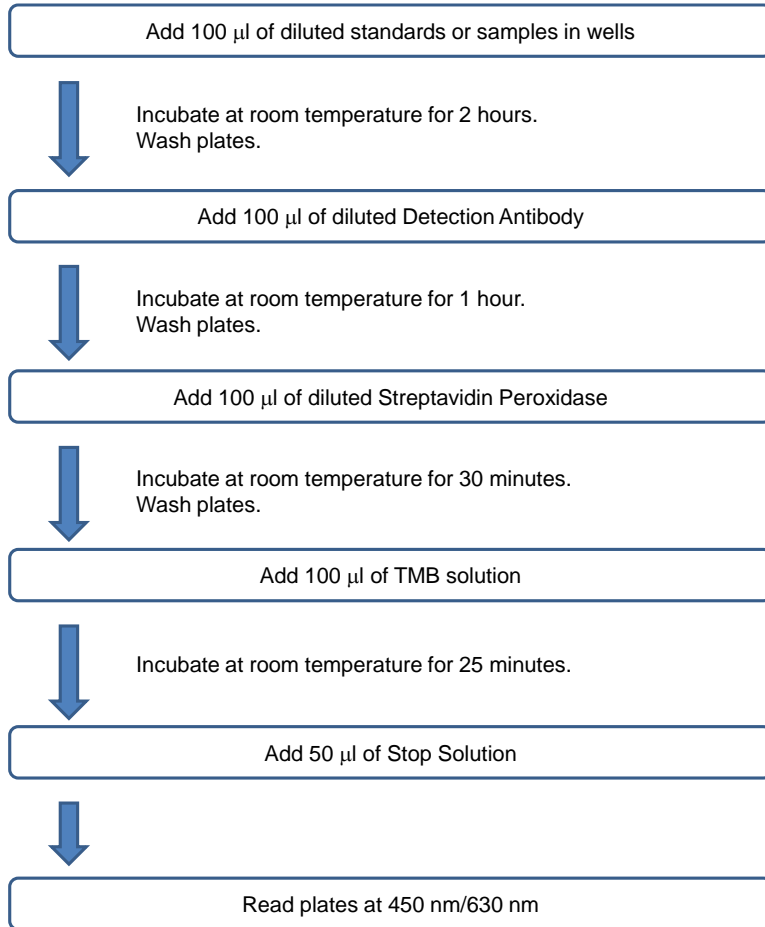 Add 100 μl of diluted standards or samples in wells
Incubate at room temperature for 2 hours.
Wash plates.
Add 100 μl of diluted Detection Antibody
Incubate at room temperature for 1 hour.
Wash plates.
Add 100 μl of diluted Streptavidin Peroxidase
Incubate at room temperature for 30 minutes.
Wash plates.
Add 100 μl of TMB solution
Incubate at room temperature for 25 minutes.
Add 50 μl of Stop Solution
Read plates at 450 nm/630 nm